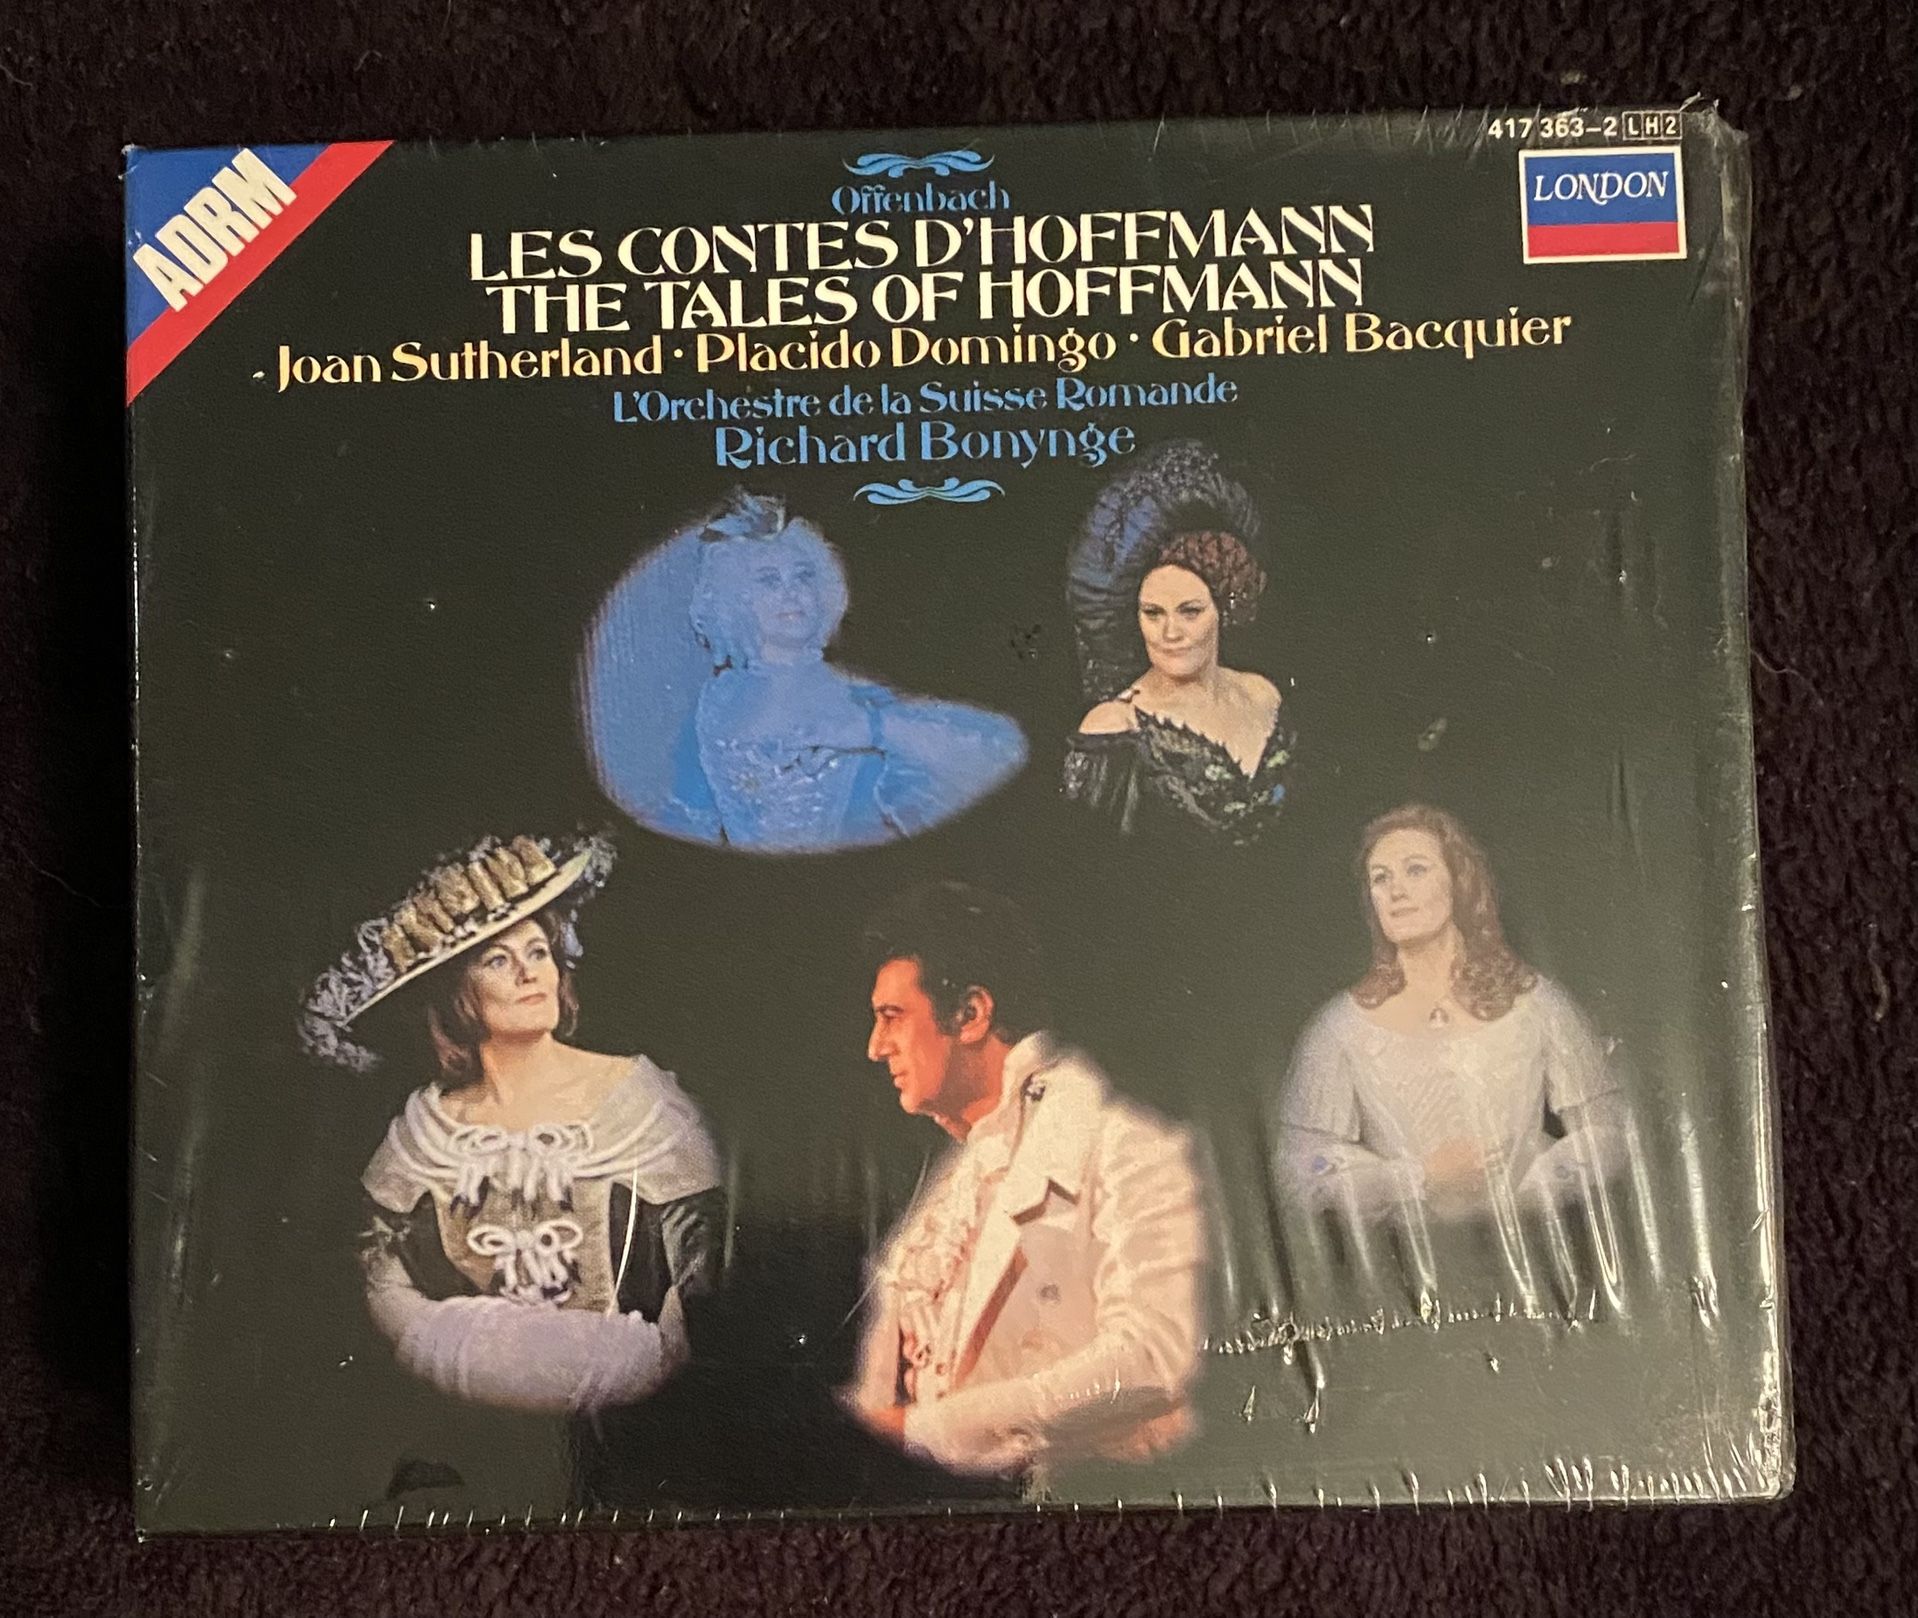 417 363-2 LH2
ADRM
LONDON
Offenbach
LES CONTES D'HOFFMANN
THE TALES OF HOFFMANN
Joan Sutherland · Placido Domingo · Gabriel Bacquier
L'Orchestre de la Suisse Romande
Richard Bonynge